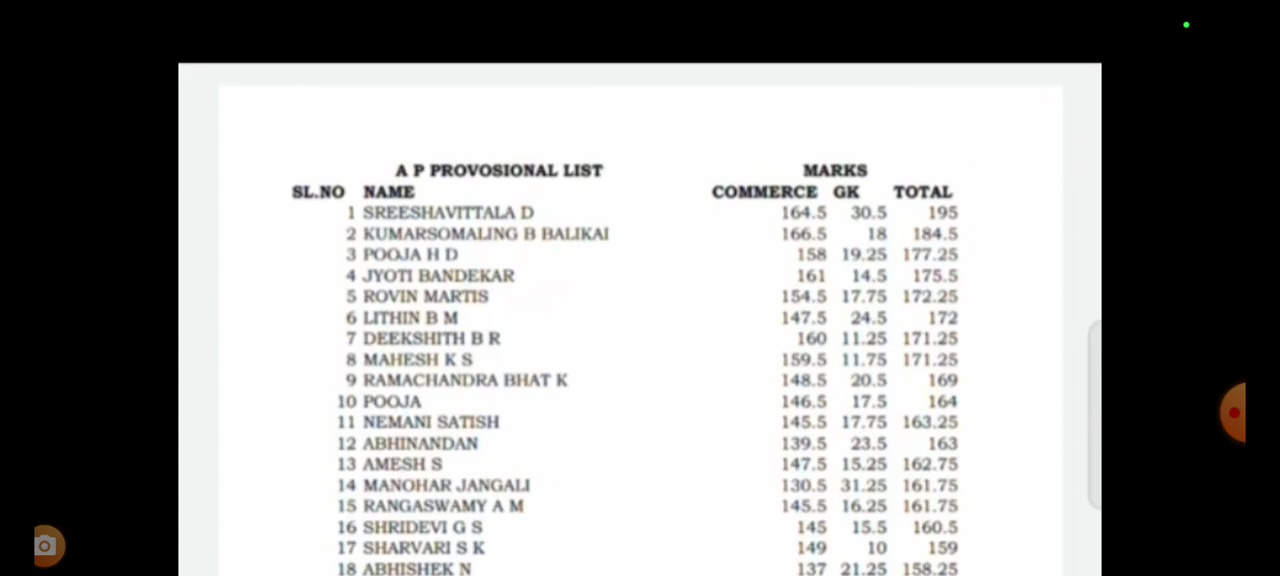 A P PROVOSIONAL LIST MARKS
SL.NO NAME COMMERCE GK TOTAL
1 SREESHAVITTALA D 164.5 30.5 195
2 KUMARSOMALING B BALIKAI 166.5 18 184.5
3 POOJA H D 158 19.25 177.25
4 JYOTI BANDEKAR 161 14.5 175.5
5 ROVIN MARTIS 154.5 17.75 172.25
6 LITHIN B M 147.5 24.5 172
7 DEEKSHITH B R 160 11.25 171.25
8 MAHESH K S 159.5 11.75 171.25
9 RAMACHANDRA BHAT K 148.5 20.5 169
10 POOJA 146.5 17.5 164
11 NEMANI SATISH 145.5 17.75 163.25
12 ABHINANDAN 139.5 23.5 163
13 AMESH S 147.5 15.25 162.75
14 MANOHAR JANGALI 130.5 31.25 161.75
15 RANGASWAMY A M 145.5 16.25 161.75
16 SHRIDEVI G S 145 15.5 160.5
17 SHARVARI S K 149 10 159
18 ABHISHEK N 137 21.25 158.25